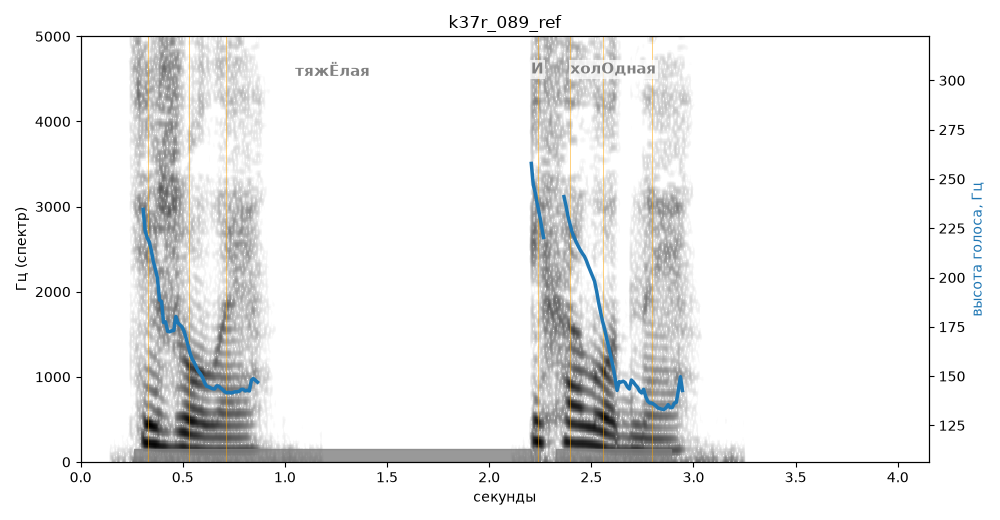 k37r_089_ref
5000
4000
3000
2000
1000
0
Гц (спектр)
тяжЁлая
И
холОдная
300
275
250
225
200
175
150
125
высота голоса, Гц
0.0 0.5 1.0 1.5 2.0 2.5 3.0 3.5 4.0
секунды